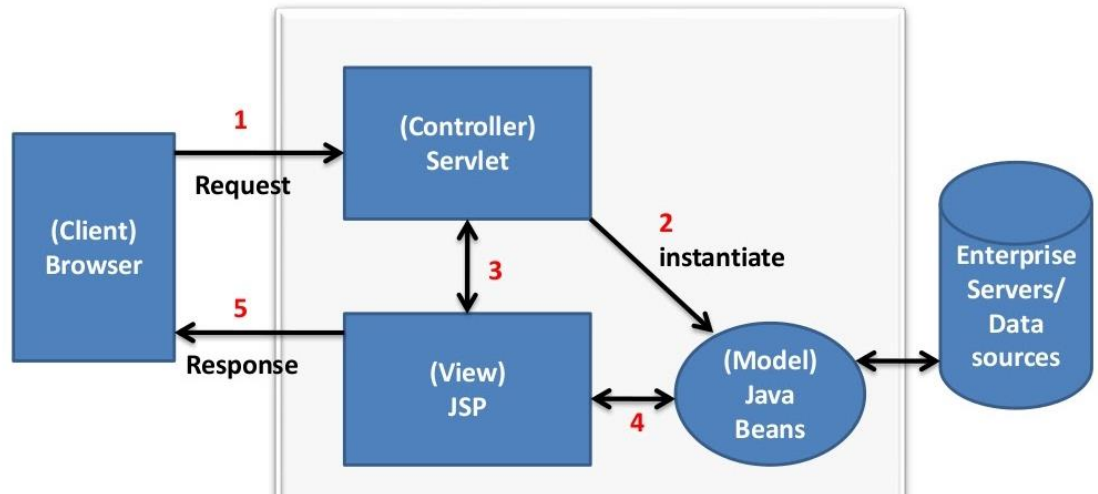 1
Request
(Client)
Browser
5
Response
(Controller)
Servlet
2
instantiate
3
(View)
JSP
4
(Model)
Java
Beans
Enterprise
Servers/
Data
sources